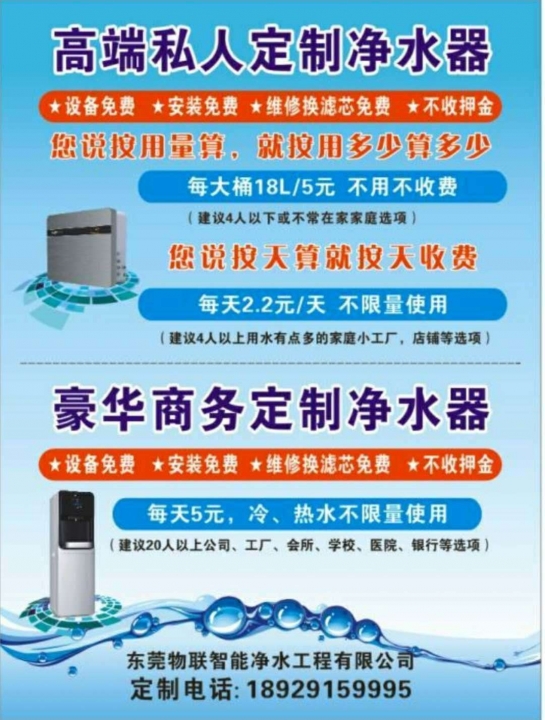 高端私人定制净水器
★设备免费 ★安装免费 ★维修换滤芯免费 ★不收押金
您说按用量算，就按用多少算多少
每大桶18L/5元 不用不收费
（建议4人以下或不常在家家庭选项）
您说按天算就按天收费
每天2.2元/天 不限量使用
（建议4人以上用水有点多的家庭小工厂，店铺等选项）
豪华商务定制净水器
★设备免费 ★安装免费 ★维修换滤芯免费 ★不收押金
每天5元，冷、热水不限量使用
（建议20人以上公司、工厂、会所、学校、医院、银行等选项）
东莞物联智能净水工程有限公司
定制电话: 18929159995